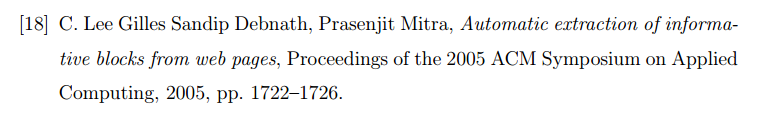 [18] C. Lee Gilles Sandip Debnath, Prasenjit Mitra, Automatic extraction of informa-
tive blocks from web pages, Proceedings of the 2005 ACM Symposium on Applied
Computing, 2005, pp. 1722–1726.